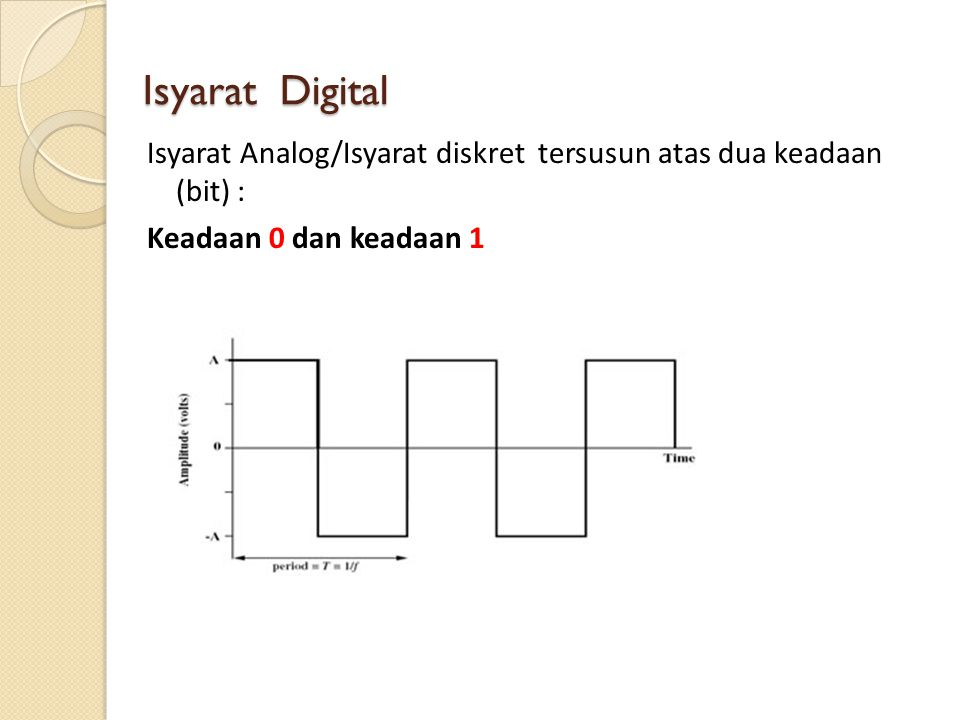 Isyarat Digital
Isyarat Analog/Isyarat diskret tersusun atas dua keadaan
(bit) :
Keadaan 0 dan keadaan 1
A
Amplitude (volts)
0
Time
-A
period = T = 1/f